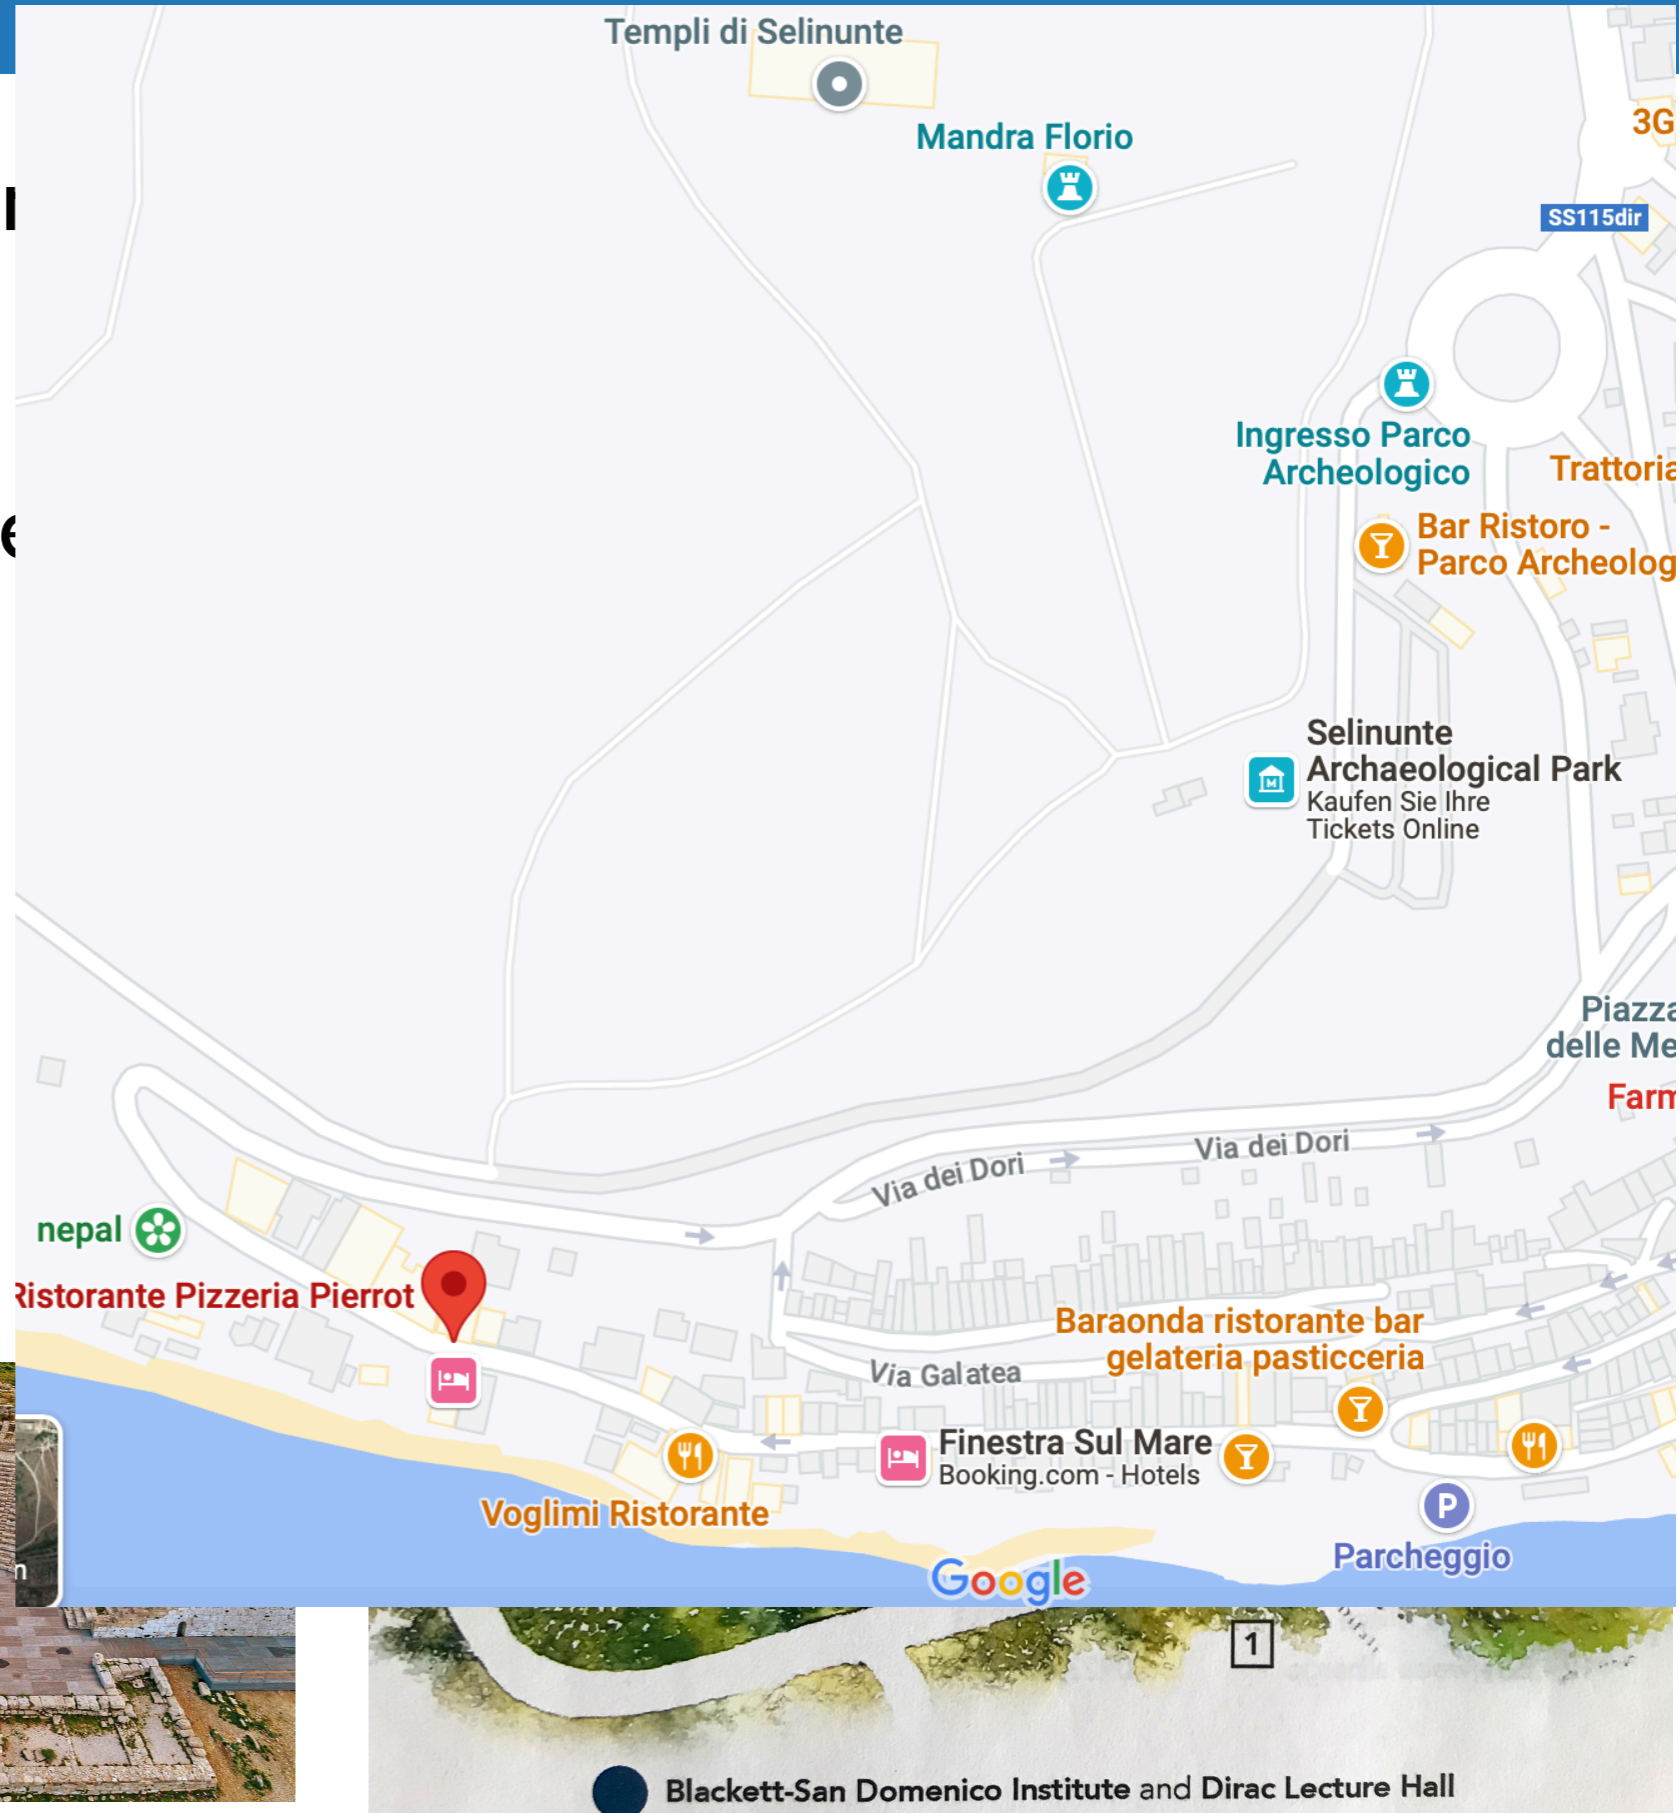 Templi di Selinunte
Mandra Florio
3G
SS115dir
Ingresso Parco
Archeologico
Trattoria
Bar Ristoro -
Parco Archeolog
Selinunte
Archaeological Park
Kaufen Sie Ihre
Tickets Online
Piazza
delle Me
Farm
Via dei Dori
Via dei Dori
nepal
Ristorante Pizzeria Pierrot
Baraonda ristorante bar
gelateria pasticceria
Via Galatea
Finestra Sul Mare
Booking.com - Hotels
Voglimi Ristorante
P
Parcheggio
Google
n
1
Blackett-San Domenico Institute and Dirac Lecture Hall